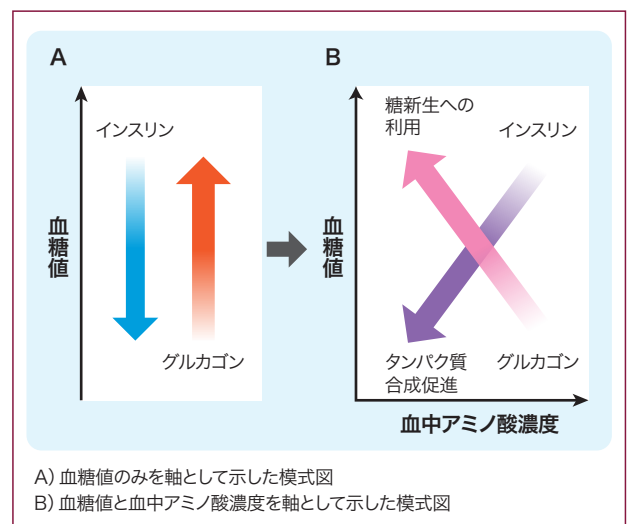 A
インスリン
血糖値
グルカゴン
B
糖新生への
利用
インスリン
血糖値
タンパク質
合成促進
グルカゴン
血中アミノ酸濃度
A）血糖値のみを軸として示した模式図
B）血糖値と血中アミノ酸濃度を軸として示した模式図